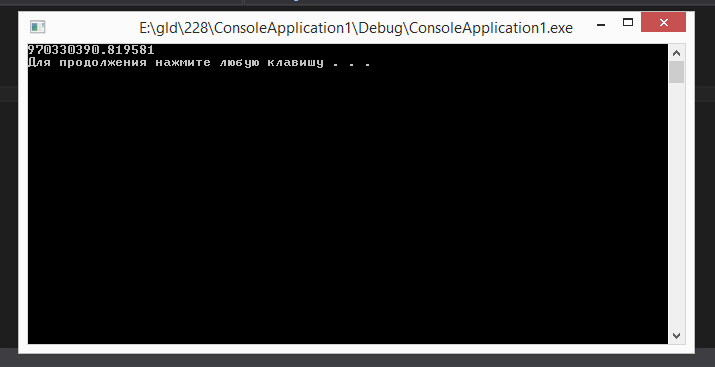 E:\gld\228\ConsoleApplication1\Debug\ConsoleApplication1.exe
970330390.819581
Для продолжения нажмите любую клавишу . . .